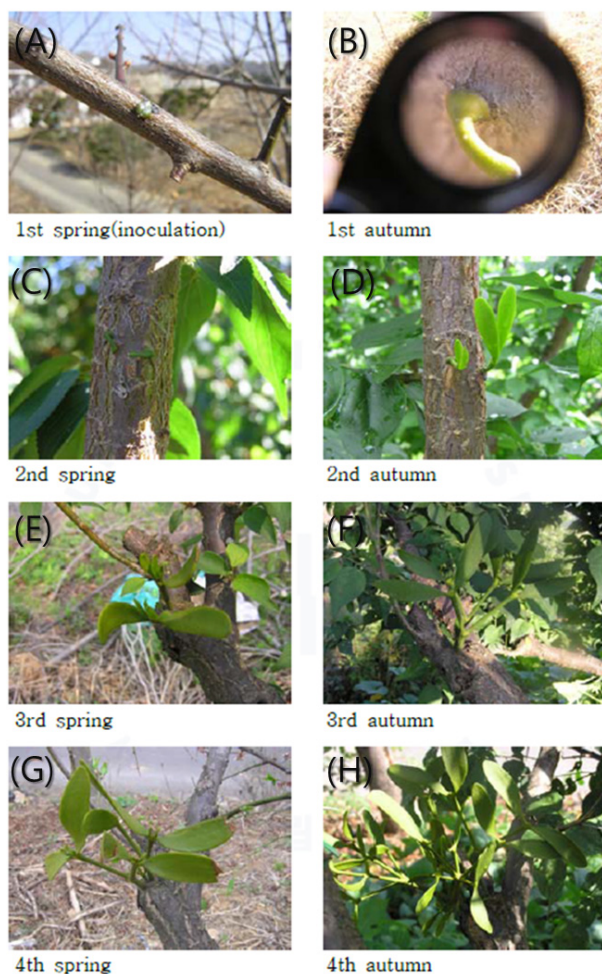 (A)
(B)
1st spring(inoculation)
1st autumn
(C)
(D)
2nd spring
2nd autumn
(E)
(F)
3rd spring
3rd autumn
(G)
(H)
4th spring
4th autumn